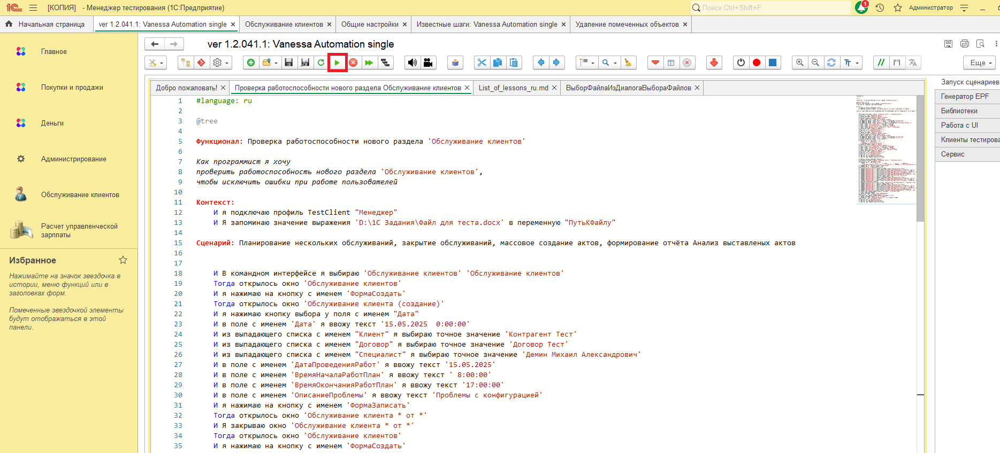 1С [КОПИЯ] - Менеджер тестирования (1С:Предприятие) Поиск Ctrl+Shift+F 1 Администратор
Начальная страница ver 1.2.041.1: Vanessa Automation single × Обслуживание клиентов × Общие настройки × Известные шаги: Vanessa Automation single × Удаление помеченных объектов ×
Главное
Покупки и продажи
Деньги
Администрирование
Обслуживание клиентов
Расчет управленческой
зарплаты
Избранное
Нажимайте на значок звездочка в
истории, меню функций или в
заголовках форм.
Помеченные звездочкой элементы
будут отображаться в этой
панели.
ver 1.2.041.1: Vanessa Automation single
Еще
Добро пожаловать! × Проверка работоспособности нового раздела Обслуживание клиентов × List_of_lessons_ru.md × ВыборФайлаИзДиалогаВыбораФайлов ×
1 #language: ru
2
3 @tree
4
5 Функционал: Проверка работоспособности нового раздела 'Обслуживание клиентов'
6
7 Как программист я хочу
8 проверить работоспособность нового раздела 'Обслуживание клиентов',
9 чтобы исключить ошибки при работе пользователей
10
11 Контекст:
12 И я подключаю профиль TestClient "Менеджер"
13 И Я запоминаю значение выражения 'D:\1С Задания\Файл для теста.docx' в переменную "ПутьКФайлу"
14
15 Сценарий: Планирование нескольких обслуживаний, закрытие обслуживаний, массовое создание актов, формирование отчёта Анализ выставленых актов
16
17
18 И В командном интерфейсе я выбираю 'Обслуживание клиентов' 'Обслуживание клиентов'
19 Тогда открылось окно 'Обслуживание клиентов'
20 И я нажимаю на кнопку с именем 'ФормаСоздать'
21 Тогда открылось окно 'Обслуживание клиента (создание)'
22 И я нажимаю кнопку выбора у поля с именем "Дата"
23 И в поле с именем 'Дата' я ввожу текст '15.05.2025  0:00:00'
24 И из выпадающего списка с именем "Клиент" я выбираю точное значение 'Контрагент Тест'
25 И из выпадающего списка с именем "Договор" я выбираю точное значение 'Договор Тест'
26 И из выпадающего списка с именем "Специалист" я выбираю точное значение 'Демин Михаил Александрович'
27 И в поле с именем 'ДатаПроведенияРабот' я ввожу текст '15.05.2025'
28 И в поле с именем 'ВремяНачалаРаботПлан' я ввожу текст ' 8:00:00'
29 И в поле с именем 'ВремяОкончанияРаботПлан' я ввожу текст '17:00:00'
30 И в поле с именем 'ОписаниеПроблемы' я ввожу текст 'Проблемы с конфигурацией'
31 И я нажимаю на кнопку с именем 'ФормаЗаписать'
32 Тогда открылось окно 'Обслуживание клиента * от *'
33 И Я закрываю окно 'Обслуживание клиента * от *'
34 Тогда открылось окно 'Обслуживание клиентов'
35 И я нажимаю на кнопку с именем 'ФормаСоздать'
Запуск сценариев
Генератор EPF
Библиотеки
Работа с UI
Клиенты тестирова
Сервис